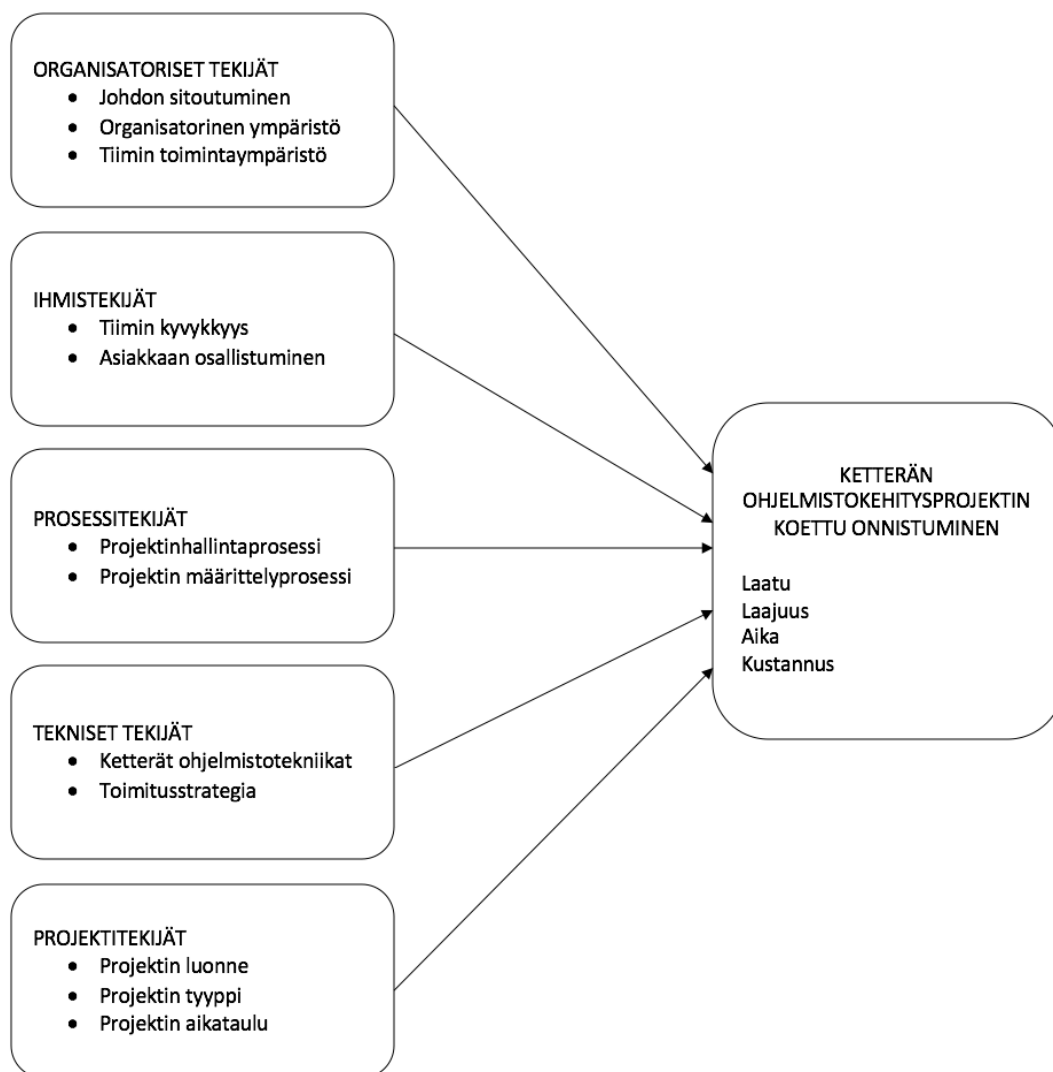 ORGANISATORISET TEKIJÄT
• Johdon sitoutuminen
• Organisatorinen ympäristö
• Tiimin toimintaympäristö
IHMISTEKIJÄT
• Tiimin kyvykkyys
• Asiakkaan osallistuminen
PROSESSITEKIJÄT
• Projektinhallintaprosessi
• Projektin määrittelyprosessi
TEKNISET TEKIJÄT
• Ketterät ohjelmistotekniikat
• Toimitusstrategia
PROJEKTITEKIJÄT
• Projektin luonne
• Projektin tyyppi
• Projektin aikataulu
KETTERÄN
OHJELMISTOKEHITYSPROJEKTIN
KOETTU ONNISTUMINEN
Laatu
Laajuus
Aika
Kustannus